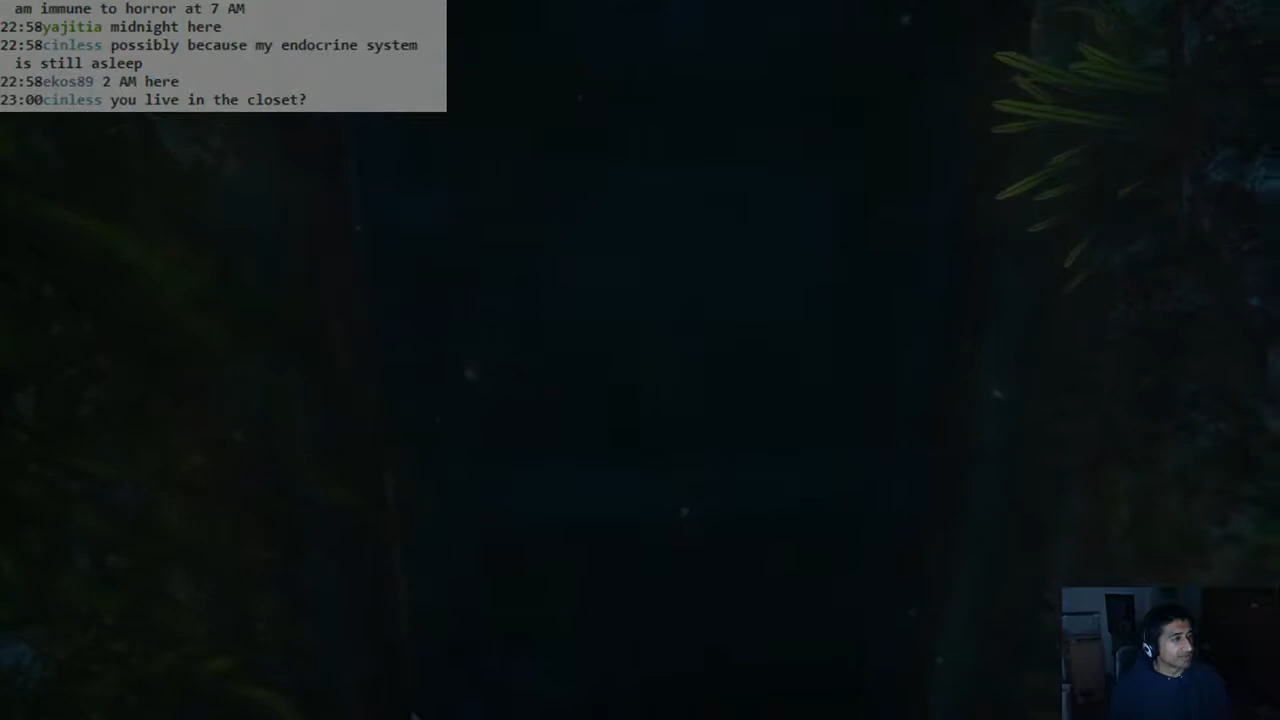 am immune to horror at 7 AM
22:58yajitia midnight here
22:58cinless possibly because my endocrine system
is still asleep
22:58ekos89 2 AM here
23:00cinless you live in the closet?